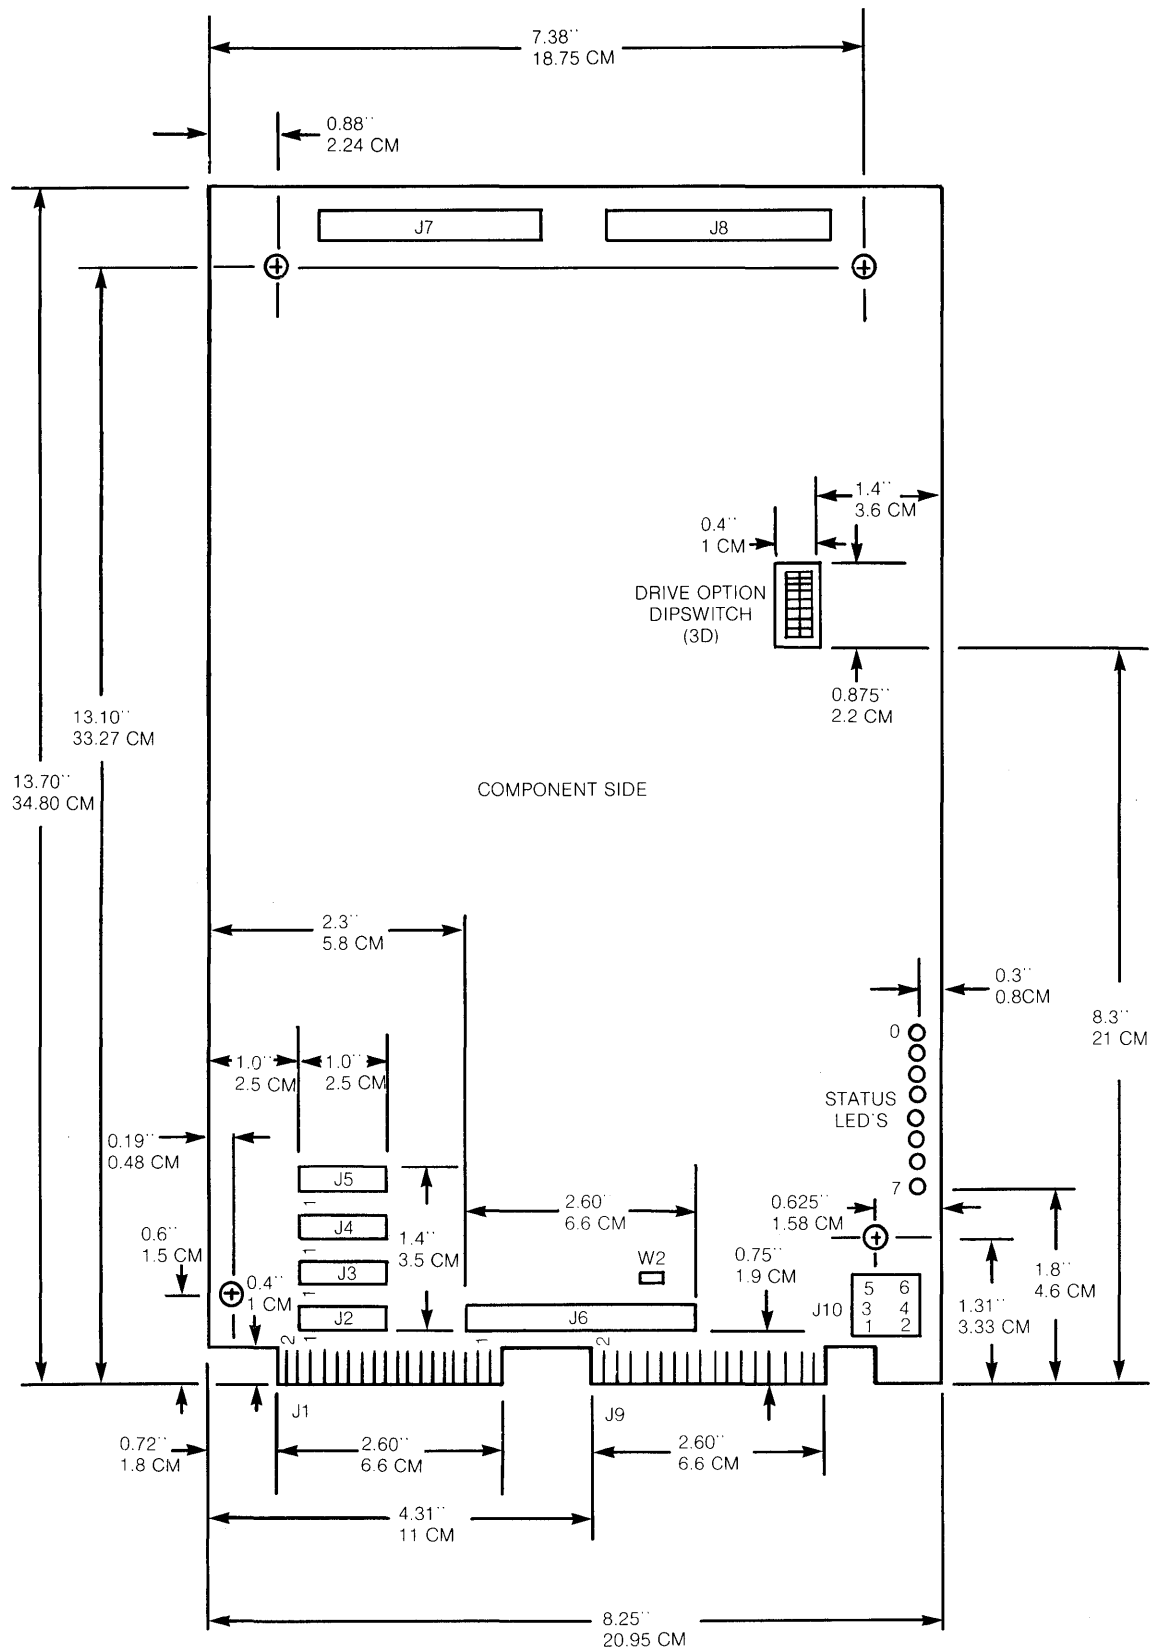 7.38''
18.75 CM
0.88''
2.24 CM
J7
J8
1.4''
3.6 CM
0.4''
1 CM
DRIVE OPTION
DIPSWITCH
(3D)
0.875''
2.2 CM
13.10''
33.27 CM
13.70''
34.80 CM
COMPONENT SIDE
2.3''
5.8 CM
0.3''
0.8CM
8.3''
21 CM
0
1.0''
2.5 CM
1.0''
2.5 CM
STATUS
LED'S
0.19''
0.48 CM
J5
1
7
2.60''
6.6 CM
0.625''
1.58 CM
0.6''
1.5 CM
J4
1
1.4''
3.5 CM
W2
0.75''
1.9 CM
1.8''
4.6 CM
0.4''
1 CM
J3
1
J10
5 6
3 4
1 2
1.31''
3.33 CM
J2
J6
2
1
1
2
J1
J9
0.72''
1.8 CM
2.60''
6.6 CM
2.60''
6.6 CM
4.31''
11 CM
8.25''
20.95 CM